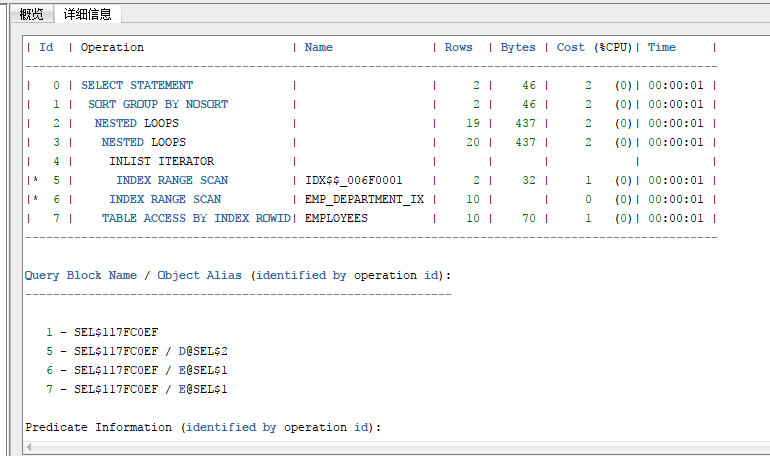 概览 详细信息
| Id | Operation | Name | Rows | Bytes | Cost (%CPU)| Time |
--------------------------------------------------------------------------------------------------
| 0 | SELECT STATEMENT | | 2 | 46 | 2 (0)| 00:00:01 |
| 1 | SORT GROUP BY NOSORT | | 2 | 46 | 2 (0)| 00:00:01 |
| 2 | NESTED LOOPS | | 19 | 437 | 2 (0)| 00:00:01 |
| 3 | NESTED LOOPS | | 20 | 437 | 2 (0)| 00:00:01 |
| 4 | INLIST ITERATOR | | | | | |
|* 5 | INDEX RANGE SCAN | IDX$$_006F0001 | 2 | 32 | 1 (0)| 00:00:01 |
|* 6 | INDEX RANGE SCAN | EMP_DEPARTMENT_IX | 10 | | 0 (0)| 00:00:01 |
| 7 | TABLE ACCESS BY INDEX ROWID| EMPLOYEES | 10 | 70 | 1 (0)| 00:00:01 |
--------------------------------------------------------------------------------------------------
Query Block Name / Object Alias (identified by operation id):
-------------------------------------------------------------
1 - SEL$117FC0EF
5 - SEL$117FC0EF / D@SEL$2
6 - SEL$117FC0EF / E@SEL$1
7 - SEL$117FC0EF / E@SEL$1
Predicate Information (identified by operation id):